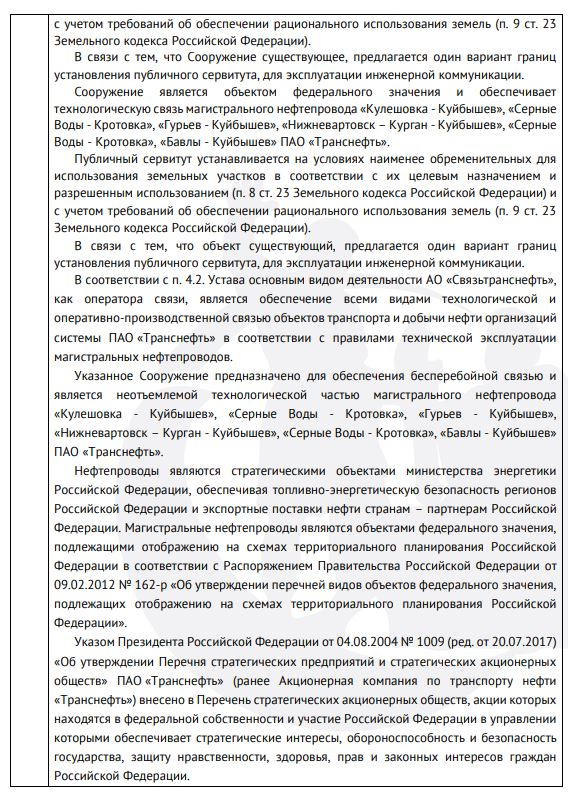 с учетом требований об обеспечении рационального использования земель (п. 9 ст. 23
Земельного кодекса Российской Федерации).
В связи с тем, что Сооружение существующее, предлагается один вариант границ
установления публичного сервитута, для эксплуатации инженерной коммуникации.
Сооружение является объектом федерального значения и обеспечивает
технологическую связь магистрального нефтепровода «Кулешовка - Куйбышев», «Серные
Воды - Кротовка», «Гурьев - Куйбышев», «Нижневартовск – Курган - Куйбышев», «Серные
Воды - Кротовка», «Бавлы - Куйбышев» ПАО «Транснефть».
Публичный сервитут устанавливается на условиях наименее обременительных для
использования земельных участков в соответствии с их целевым назначением и
разрешенным использованием (п. 8 ст. 23 Земельного кодекса Российской Федерации) и
с учетом требований об обеспечении рационального использования земель (п. 9 ст. 23
Земельного кодекса Российской Федерации).
В связи с тем, что объект существующий, предлагается один вариант границ
установления публичного сервитута, для эксплуатации инженерной коммуникации.
В соответствии с п. 4.2. Устава основным видом деятельности АО «Связьтранснефть»,
как оператора связи, является обеспечение всеми видами технологической и
оперативно-производственной связью объектов транспорта и добычи нефти организаций
системы ПАО «Транснефть» в соответствии с правилами технической эксплуатации
магистральных нефтепроводов.
Указанное Сооружение предназначено для обеспечения бесперебойной связью и
является неотъемлемой технологической частью магистрального нефтепровода
«Кулешовка - Куйбышев», «Серные Воды - Кротовка», «Гурьев - Куйбышев»,
«Нижневартовск – Курган - Куйбышев», «Серные Воды - Кротовка», «Бавлы - Куйбышев»
ПАО «Транснефть».
Нефтепроводы являются стратегическими объектами министерства энергетики
Российской Федерации, обеспечивая топливно-энергетическую безопасность регионов
Российской Федерации и экспортные поставки нефти странам – партнерам Российской
Федерации. Магистральные нефтепроводы являются объектами федерального значения,
подлежащими отображению на схемах территориального планирования Российской
Федерации в соответствии с Распоряжением Правительства Российской Федерации от
09.02.2012 № 162-р «Об утверждении перечней видов объектов федерального значения,
подлежащих отображению на схемах территориального планирования Российской
Федерации».
Указом Президента Российской Федерации от 04.08.2004 № 1009 (ред. от 20.07.2017)
«Об утверждении Перечня стратегических предприятий и стратегических акционерных
обществ» ПАО «Транснефть» (ранее Акционерная компания по транспорту нефти
«Транснефть») внесено в Перечень стратегических акционерных обществ, акции которых
находятся в федеральной собственности и участие Российской Федерации в управлении
которыми обеспечивает стратегические интересы, обороноспособность и безопасность
государства, защиту нравственности, здоровья, прав и законных интересов граждан
Российской Федерации.